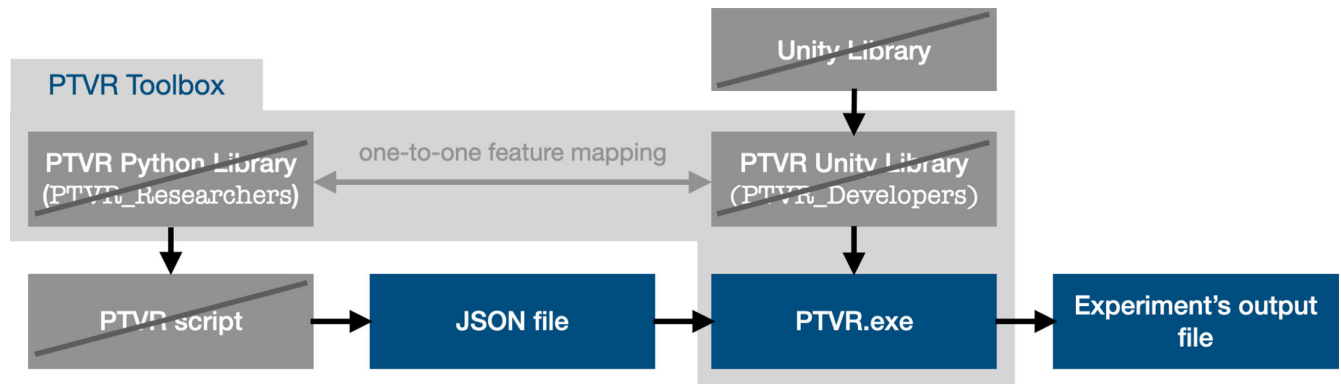 Unity Library
PTVR Toolbox
PTVR Python Library
(PTVR_Researchers)
one-to-one feature mapping
PTVR Unity Library
(PTVR_Developers)
PTVR script
JSON file
PTVR.exe
Experiment's output
file